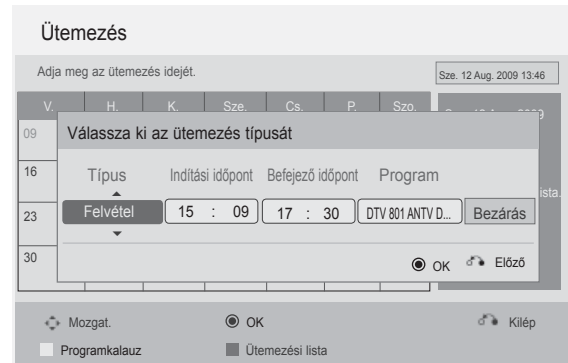 Ütemezés
Adja meg az ütemezés idejét.
Sze. 12 Aug. 2009 13:46
V. H. K. Sze. Cs. P. Szo.
09
Válassza ki az ütemezés típusát
16
Típus Indítási időpont Befejező időpont Program
lista.
23
Felvétel 15 : 09 17 : 30 DTV 801 ANTV D... Bezárás
30
OK Előző
Mozgat. OK Kilép
Programkalauz Ütemezési lista